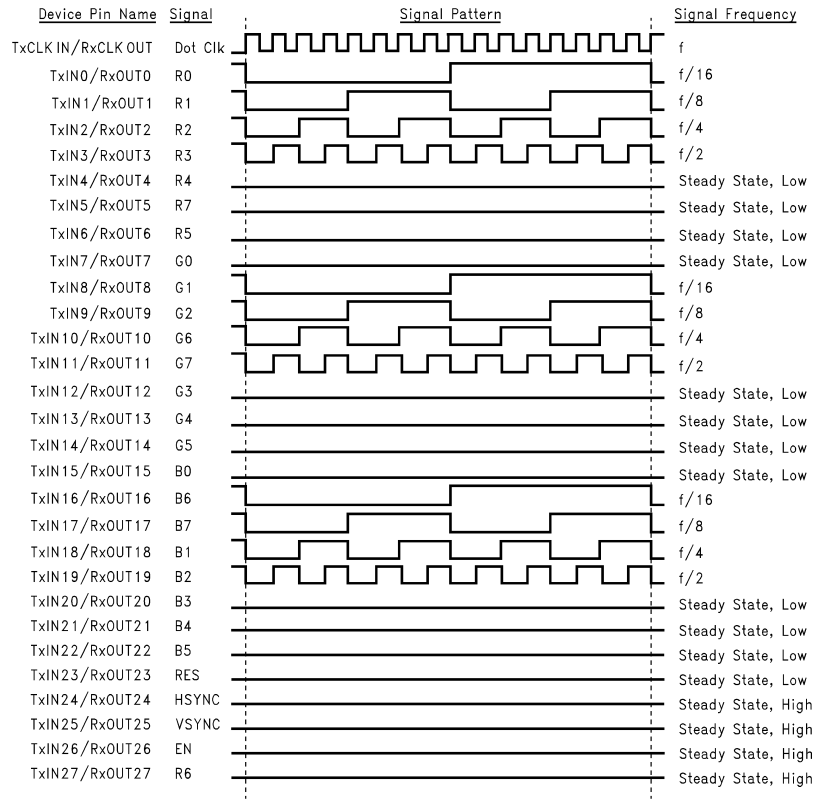 Device Pin Name Signal Signal Pattern Signal Frequency
TxCLK IN/RxCLK OUT Dot Clk f
TxIN0/RxOUT0 R0 f/16
TxIN1/RxOUT1 R1 f/8
TxIN2/RxOUT2 R2 f/4
TxIN3/RxOUT3 R3 f/2
TxIN4/RxOUT4 R4 Steady State, Low
TxIN5/RxOUT5 R7 Steady State, Low
TxIN6/RxOUT6 R5 Steady State, Low
TxIN7/RxOUT7 G0 Steady State, Low
TxIN8/RxOUT8 G1 f/16
TxIN9/RxOUT9 G2 f/8
TxIN10/RxOUT10 G6 f/4
TxIN11/RxOUT11 G7 f/2
TxIN12/RxOUT12 G3 Steady State, Low
TxIN13/RxOUT13 G4 Steady State, Low
TxIN14/RxOUT14 G5 Steady State, Low
TxIN15/RxOUT15 B0 Steady State, Low
TxIN16/RxOUT16 B6 f/16
TxIN17/RxOUT17 B7 f/8
TxIN18/RxOUT18 B1 f/4
TxIN19/RxOUT19 B2 f/2
TxIN20/RxOUT20 B3 Steady State, Low
TxIN21/RxOUT21 B4 Steady State, Low
TxIN22/RxOUT22 B5 Steady State, Low
TxIN23/RxOUT23 RES Steady State, Low
TxIN24/RxOUT24 HSYNC Steady State, High
TxIN25/RxOUT25 VSYNC Steady State, High
TxIN26/RxOUT26 EN Steady State, High
TxIN27/RxOUT27 R6 Steady State, High